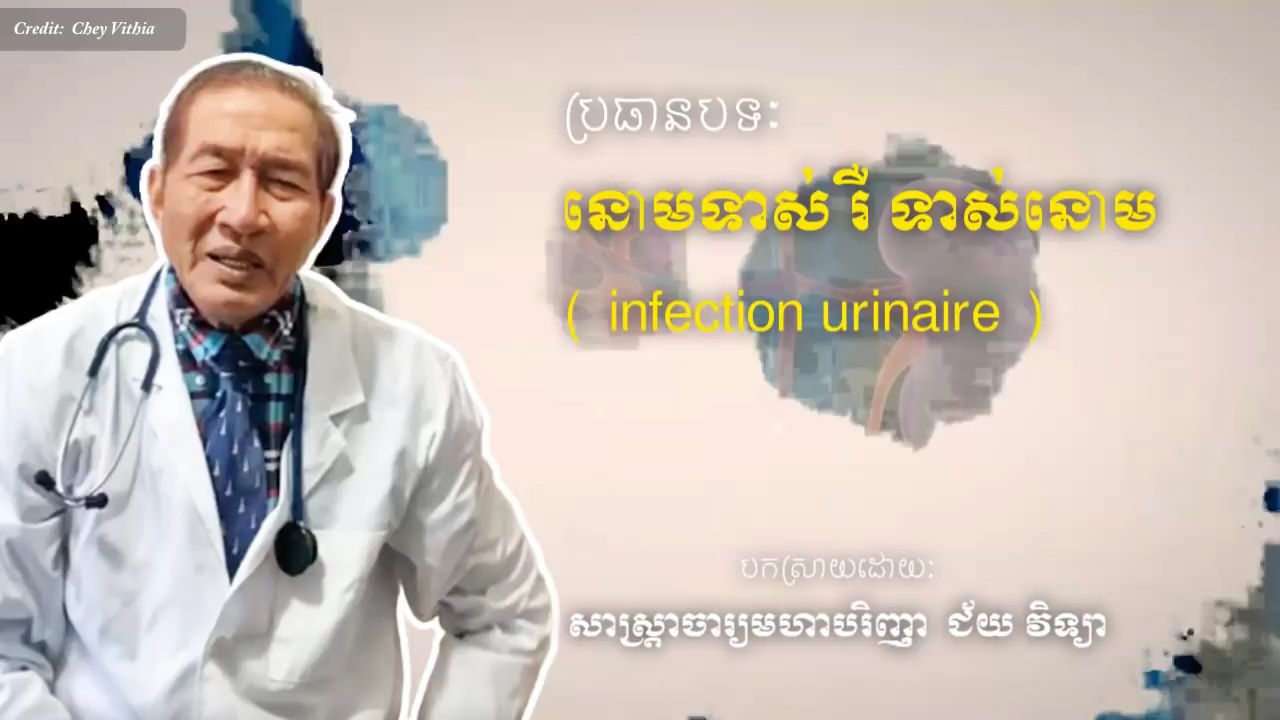 Credit: Chey Vithia
ប្រធានបទ:
នោមទាស់ រឺ ទាស់នោម
( infection urinaire )
បកស្រាយដោយ:
សាស្ត្រាចារ្យមហាបរិញ្ញា ជ័យ វិទ្យា